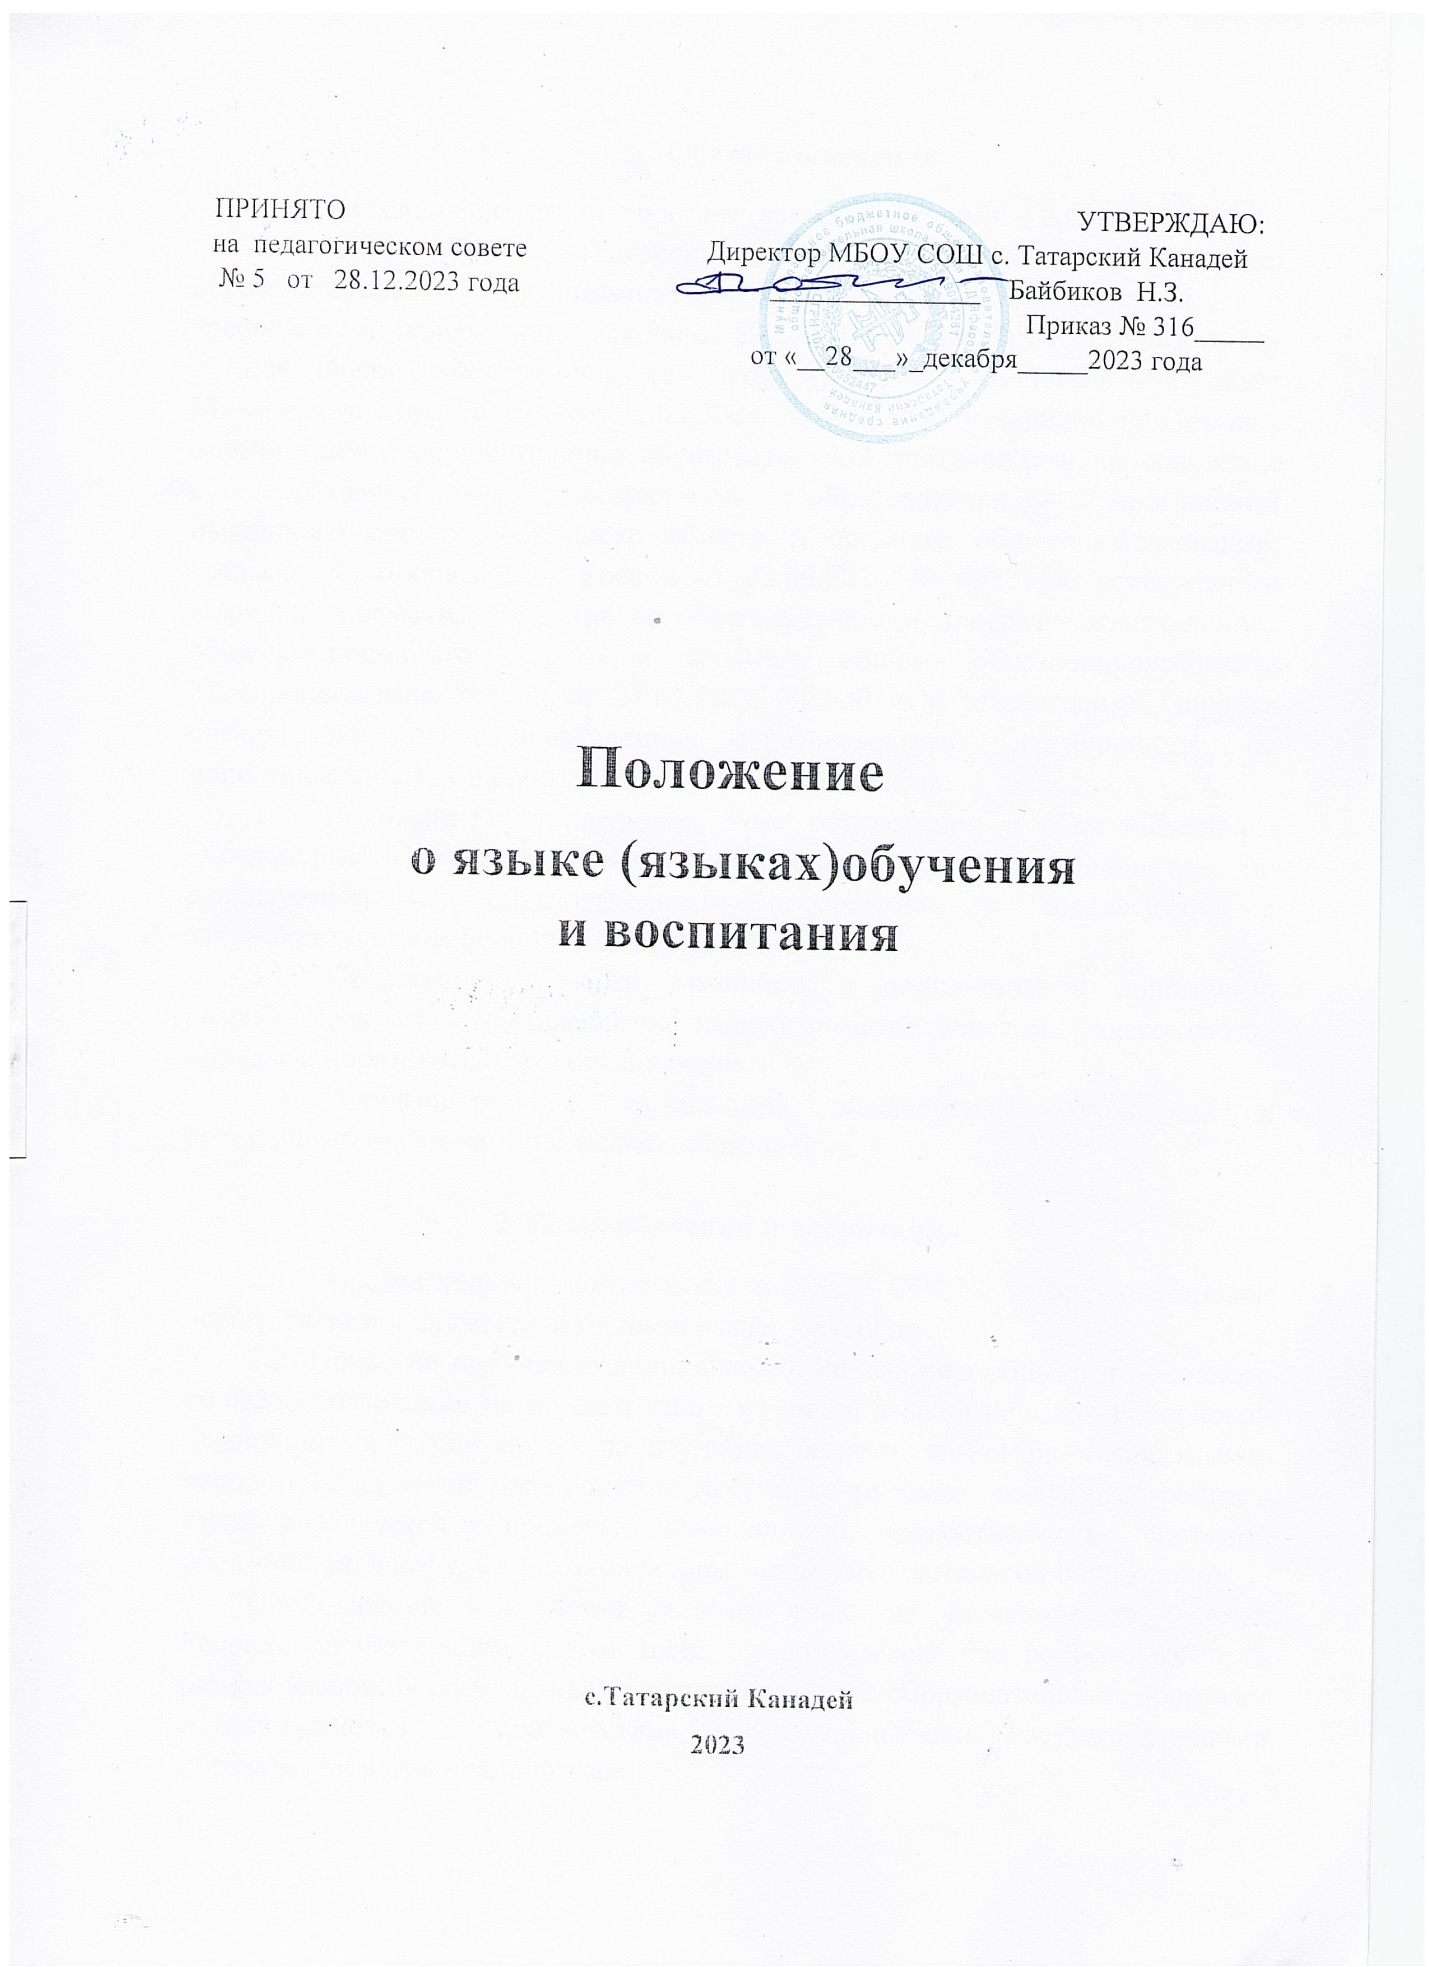 ПРИНЯТО
на педагогическом совете
№ 5 от 28.12.2023 года
УТВЕРЖДАЮ:
Директор МБОУ СОШ с. Татарский Канадей
_______________ Байбиков Н.З.
Приказ № 316_____
от «__28___»_декабря_____2023 года
Положение
о языке (языках)обучения
и воспитания
с.Татарский Канадей
2023